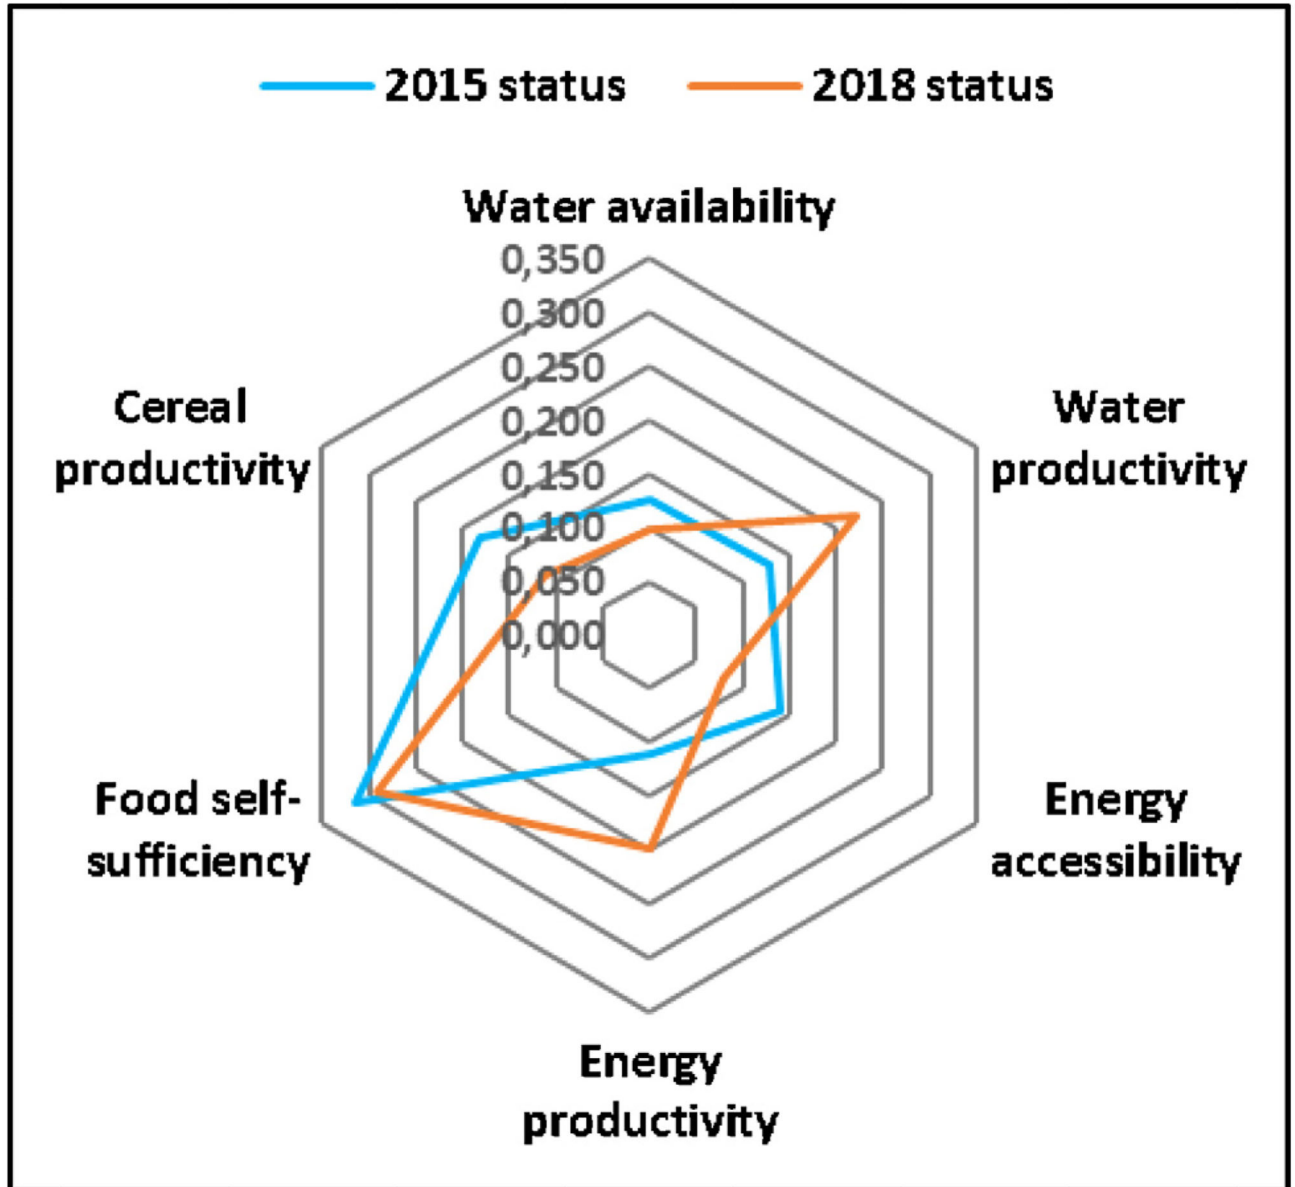 2015 status 2018 status
Water availability
0,350
0,300
0,250
0,200
0,150
0,100
0,050
0,000
Cereal
productivity
Water
productivity
Food self-
sufficiency
Energy
accessibility
Energy
productivity